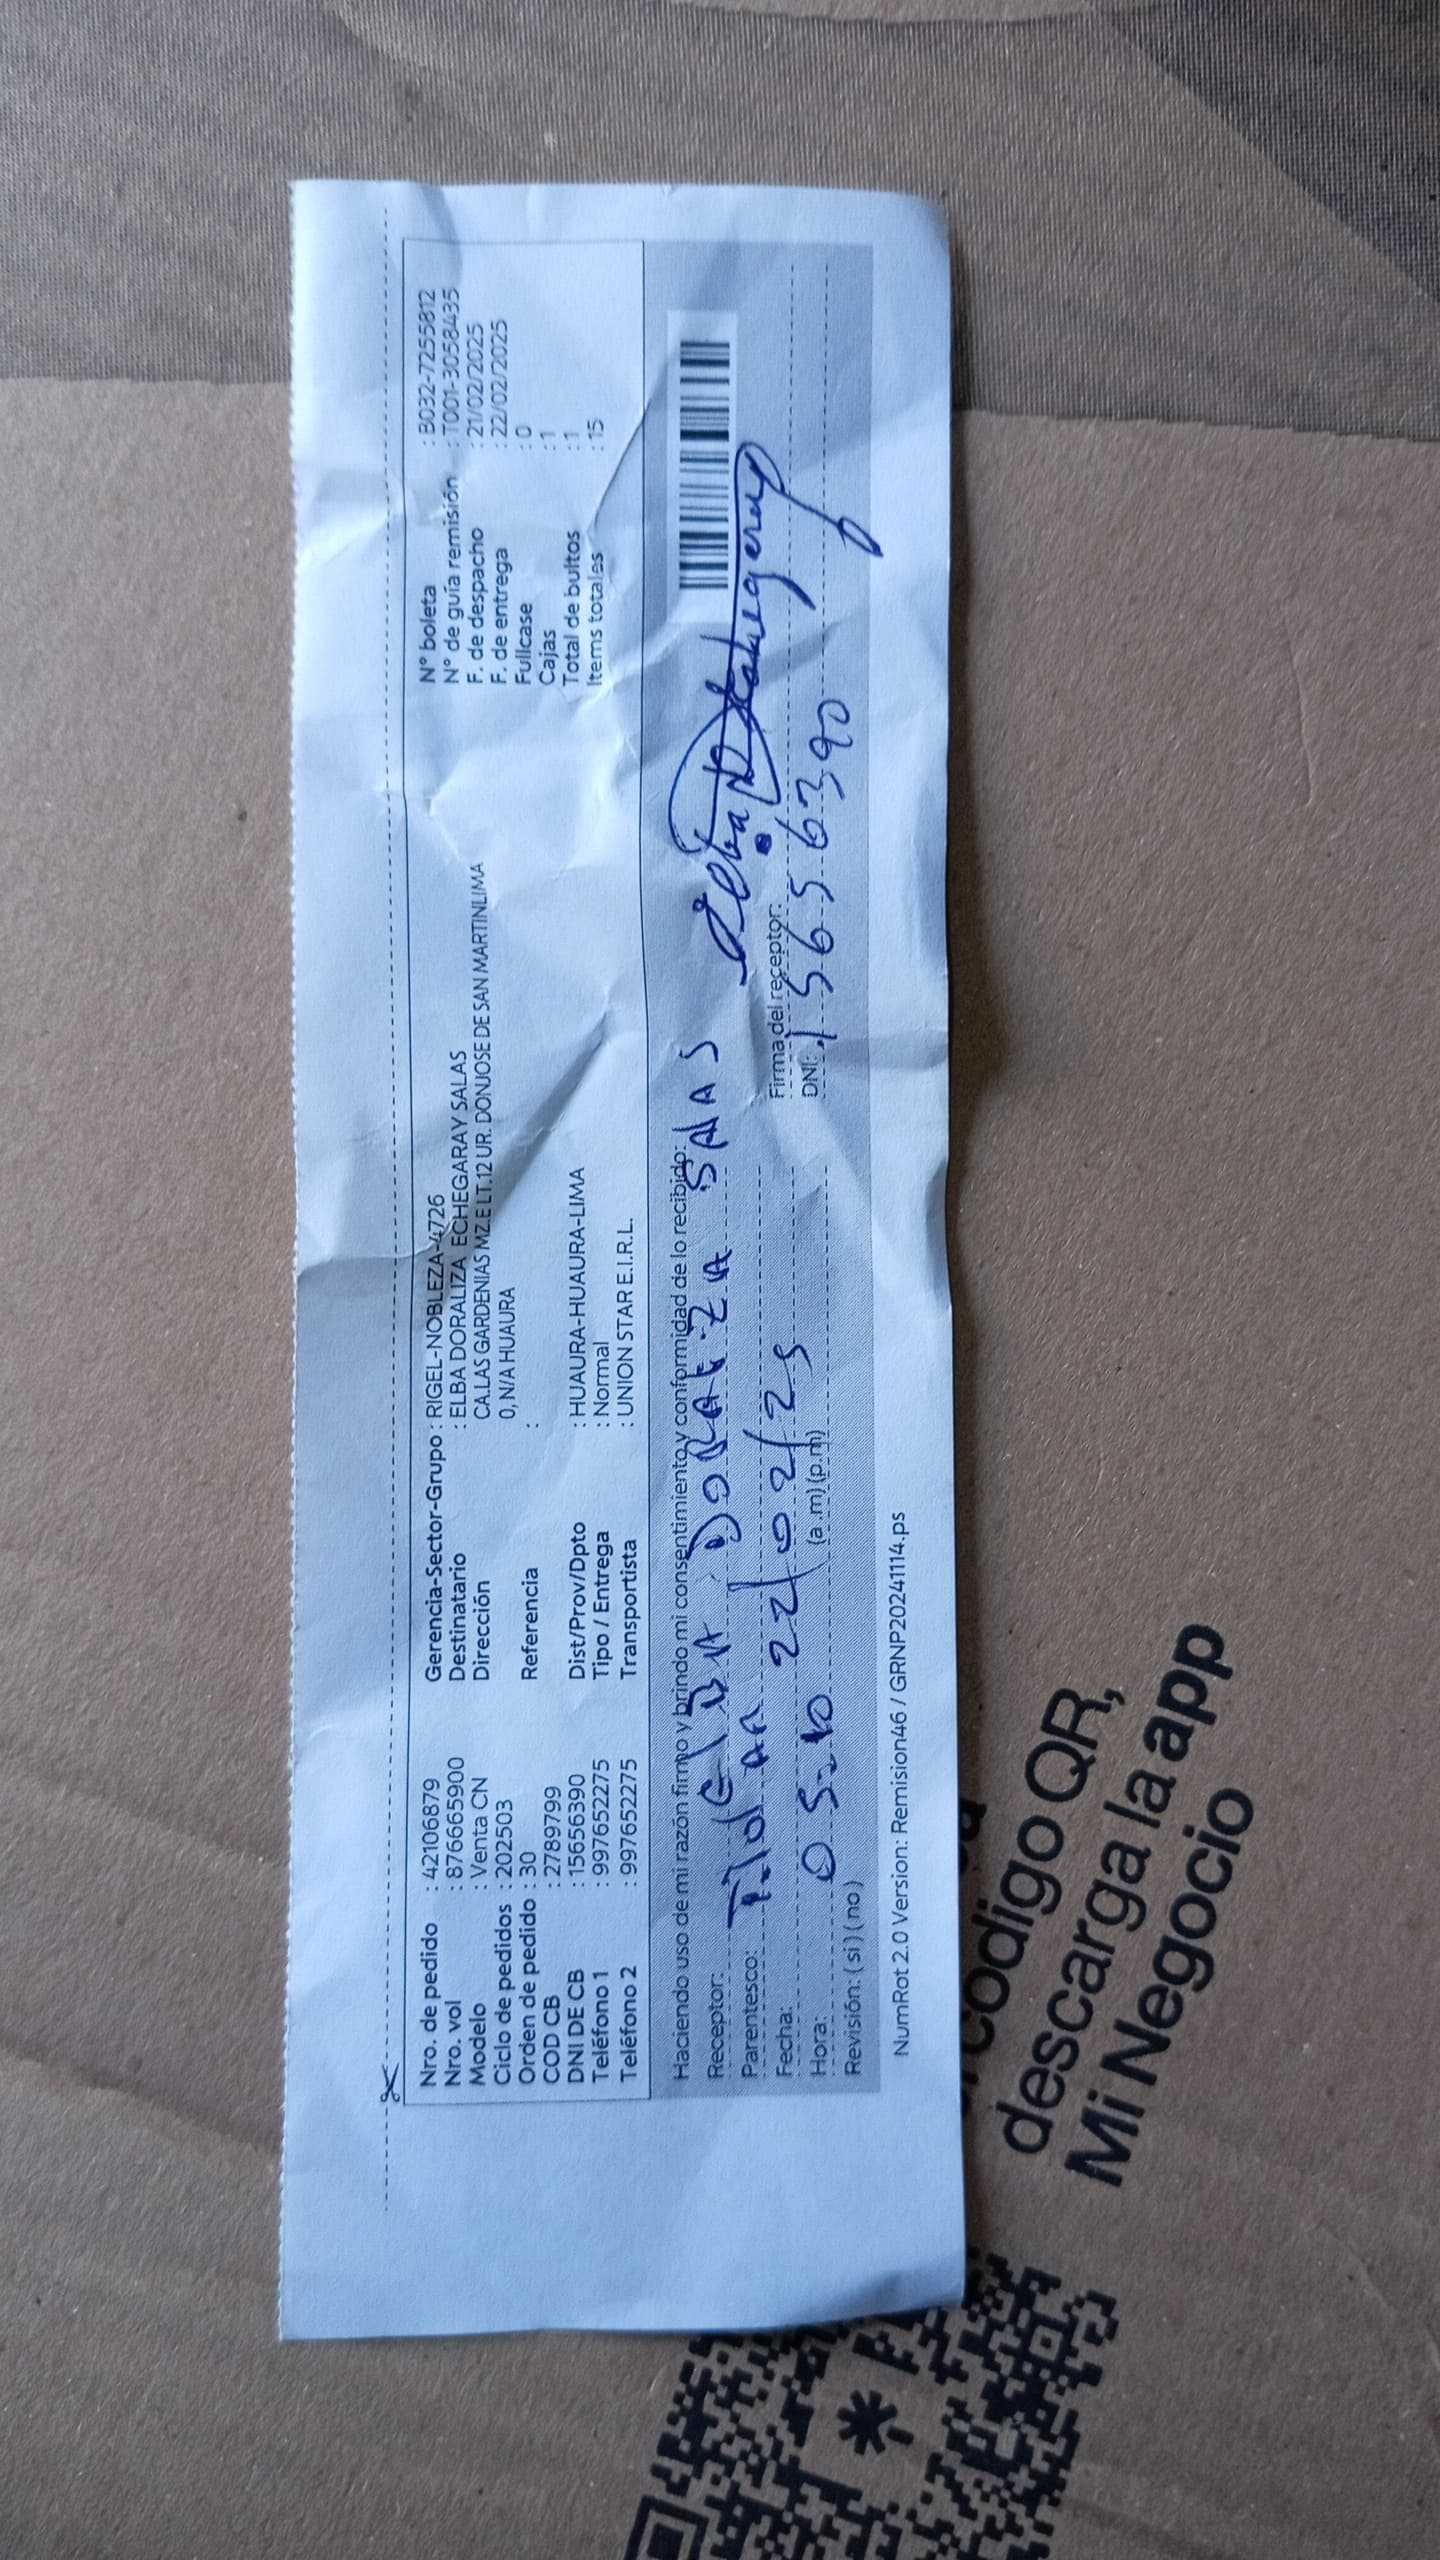 Nro. de pedido : 42106879 Gerencia-Sector-Grupo : RIGEL-NOBLEZA-4726 N° boleta : B032-7255812
Nro. vol : 876665900 Destinatario : ELBA DORALIZA ECHEGARAY SALAS N° de guía remisión : T001-3058435
Modelo : Venta CN Dirección CA.LAS GARDENIAS MZ.E LT.12 UR. DONJOSE DE SAN MARTINLIMA F. de despacho : 21/02/2025
Ciclo de pedidos : 202503 0, N/A HUAURA F. de entrega : 22/02/2025
Orden de pedido : 30 Referencia : Fullcase : 0
COD CB : 2789799 Cajas : 1
DNI DE CB : 15656390 Dist/Prov/Dpto : HUAURA-HUAURA-LIMA Total de bultos : 1
Teléfono 1 : 997652275 Tipo / Entrega : Normal Items totales : 15
Teléfono 2 : 997652275 Transportista : UNION STAR E.I.R.L.
Haciendo uso de mi razón firmo y brindo mi consentimiento y conformidad de lo recibido:
Receptor: SALAS
Parentesco: Firma del receptor:
Fecha: 22/02/25 DNI: 15656390
Hora: (a.m) (p.m)
Revisión: ( si ) ( no )
NumRot 2.0 Version: Remision46 / GRNP20241114.ps
codigo QR,
descarga la app
Mi Negocio